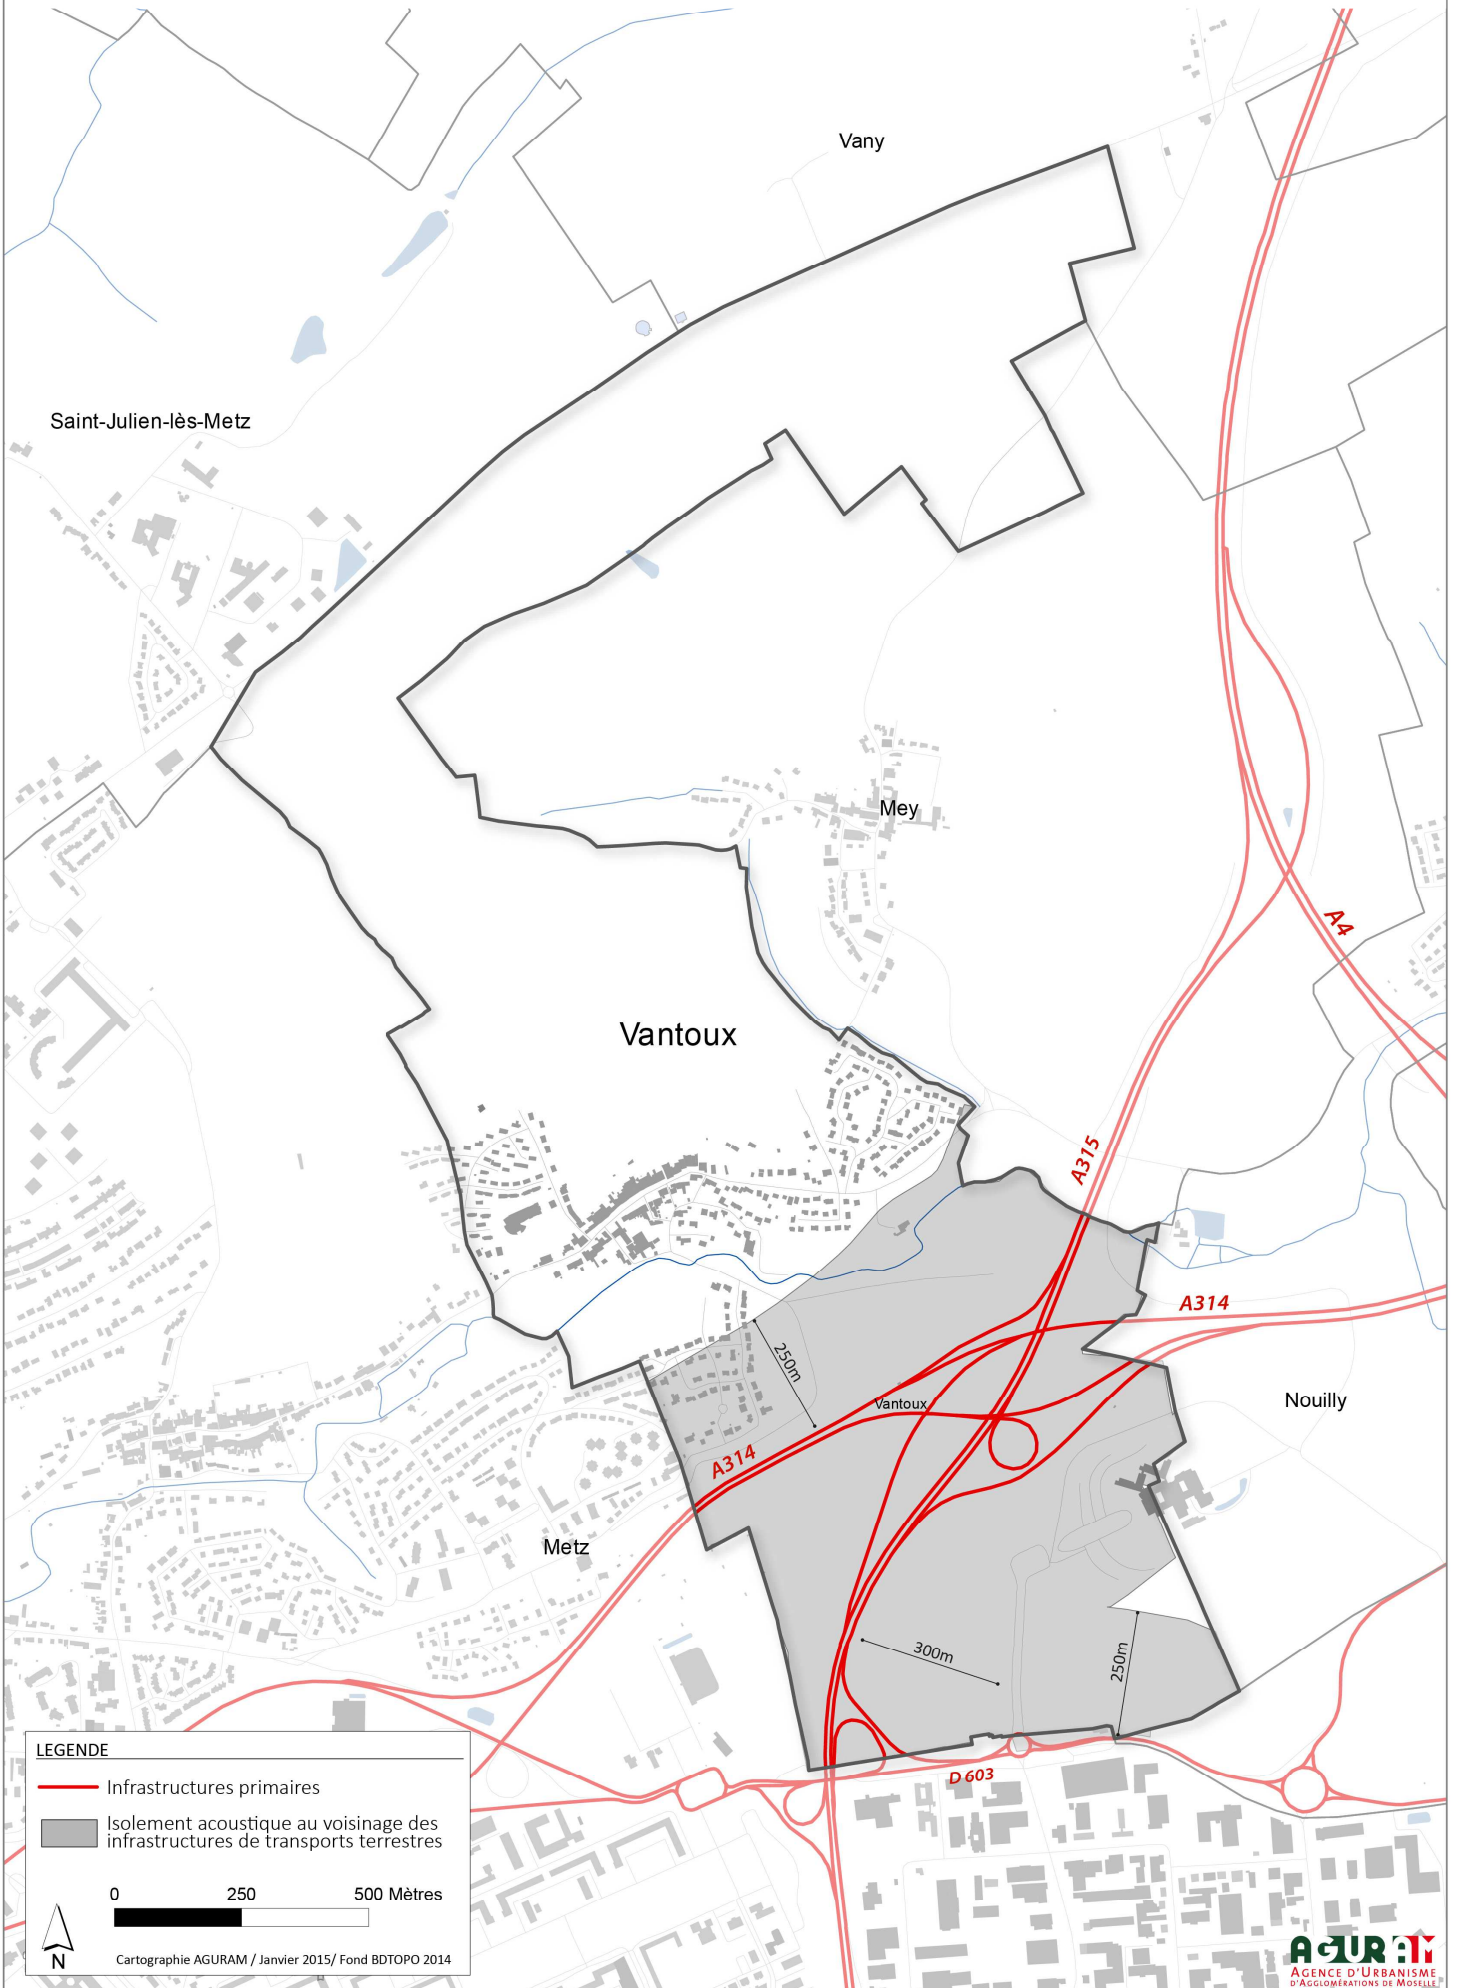 Vany
Saint-Julien-lès-Metz
Mey
A4
Vantoux
A315
A314
250m
Vantoux
Nouilly
A314
Metz
300m
250m
D 603
LEGENDE
Infrastructures primaires
Isolement acoustique au voisinage des
infrastructures de transports terrestres
0 250 500 Mètres
N
Cartographie AGURAM / Janvier 2015/ Fond BDTOPO 2014
AGURAM
AGENCE D'URBANISME
D'AGGLOMÉRATIONS DE MOSELLE